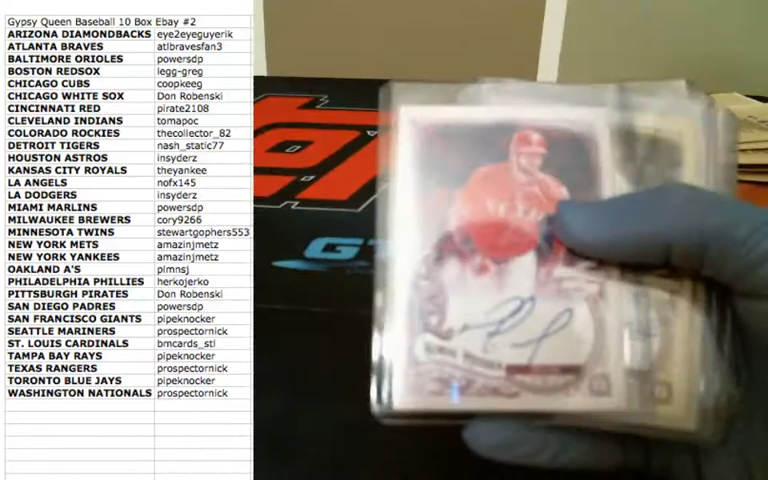 Gypsy Queen Baseball 10 Box Ebay #2
ARIZONA DIAMONDBACKS eye2eyeguyerik
ATLANTA BRAVES atlbravesfan3
BALTIMORE ORIOLES powersdp
BOSTON REDSOX legg-greg
CHICAGO CUBS coopkeeg
CHICAGO WHITE SOX Don Robenski
CINCINNATI RED pirate2108
CLEVELAND INDIANS tomapoc
COLORADO ROCKIES thecollector_82
DETROIT TIGERS nash_static77
HOUSTON ASTROS insyderz
KANSAS CITY ROYALS theyankee
LA ANGELS nofx145
LA DODGERS insyderz
MIAMI MARLINS powersdp
MILWAUKEE BREWERS cory9266
MINNESOTA TWINS stewartgophers553
NEW YORK METS amazinjmetz
NEW YORK YANKEES amazinjmetz
OAKLAND A'S plmnsj
PHILADELPHIA PHILLIES herkojerko
PITTSBURGH PIRATES Don Robenski
SAN DIEGO PADRES powersdp
SAN FRANCISCO GIANTS pipeknocker
SEATTLE MARINERS prospectornick
ST. LOUIS CARDINALS bmcards_stl
TAMPA BAY RAYS pipeknocker
TEXAS RANGERS prospectornick
TORONTO BLUE JAYS pipeknocker
WASHINGTON NATIONALS prospectornick